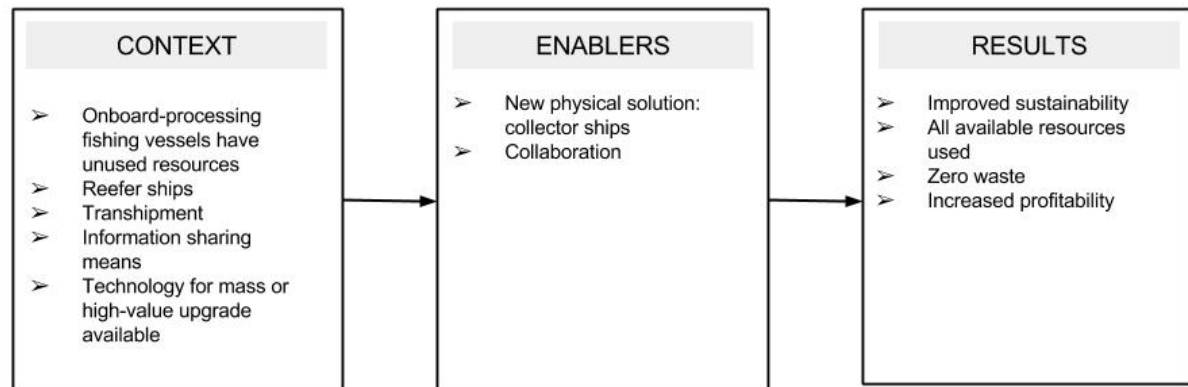 CONTEXT
➢ Onboard-processing
fishing vessels have
unused resources
➢ Reefer ships
➢ Transhipment
➢ Information sharing
means
➢ Technology for mass or
high-value upgrade
available
ENABLERS
➢ New physical solution:
collector ships
➢ Collaboration
RESULTS
➢ Improved sustainability
➢ All available resources
used
➢ Zero waste
➢ Increased profitability